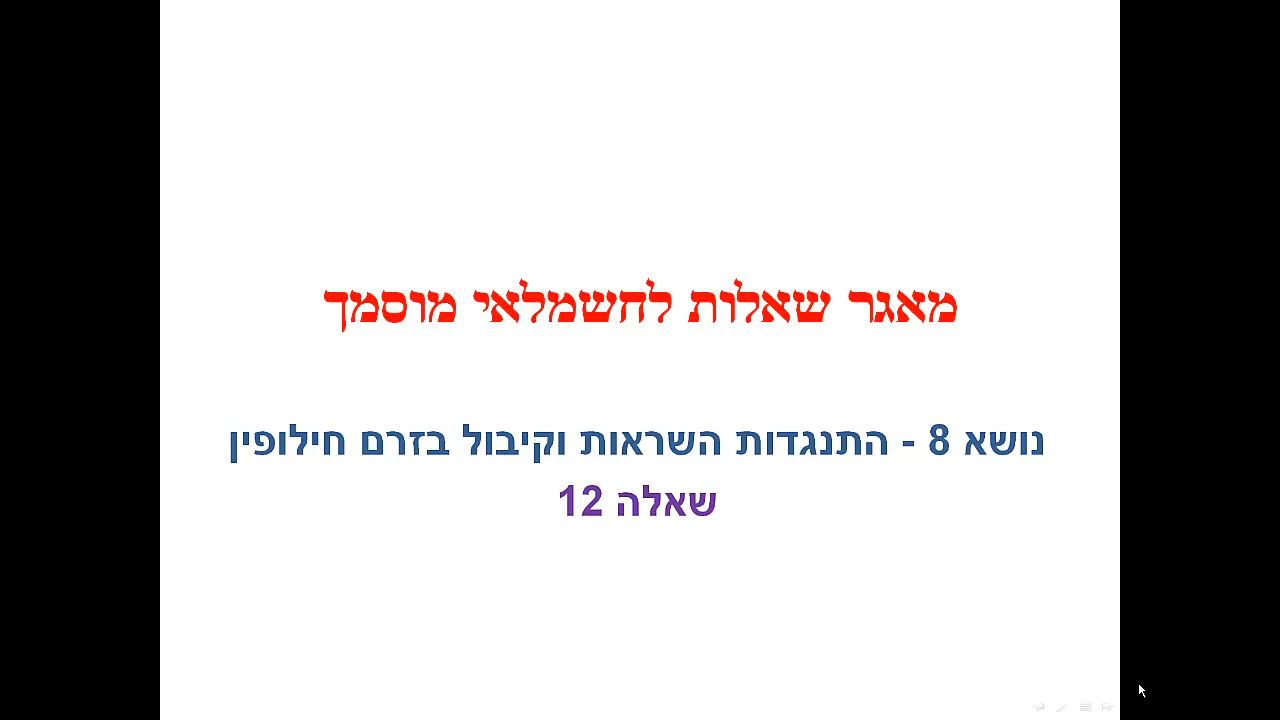 מאגר שאלות לחשמלאי מוסמך
נושא 8 - התנגדות השראות וקיבול בזרם חילופין
שאלה 12